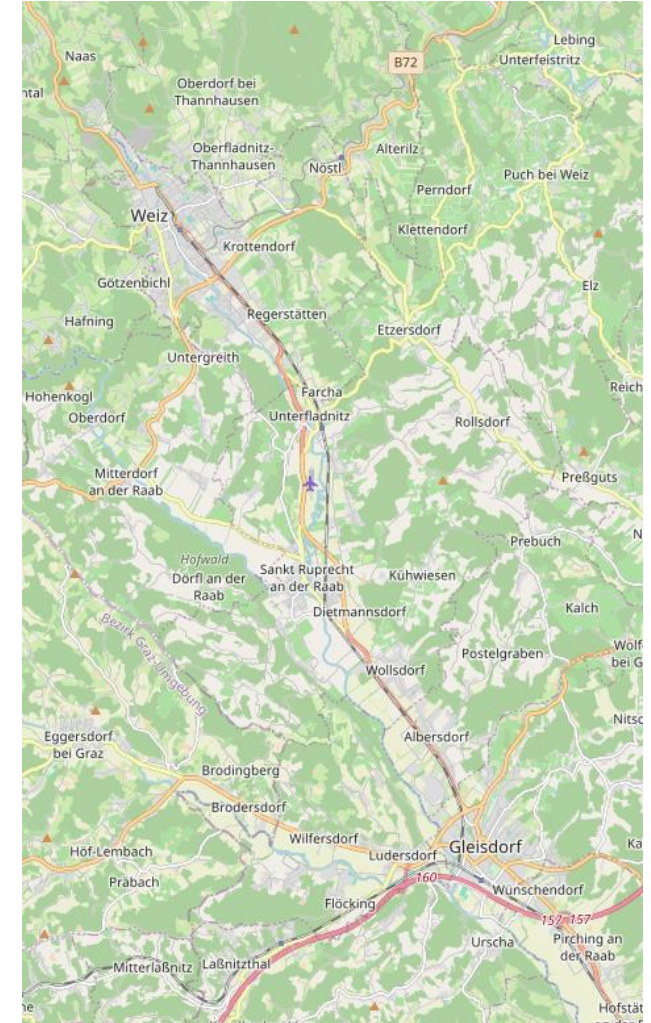 Lebing
Naas
B72
Unterfeistritz
Oberdorf bei
Thannhausen
ntal
Oberfladnitz-
Thannhausen
Alterilz
Nöstl
Puch bei Weiz
Perndorf
Weiz
Klettendorf
Krottendorf
Götzenbichl
Elz
Regerstätten
Hafning
Etzersdorf
Untergreith
Reich
Farcha
Hohenkogl
Unterfladnitz
Oberdorf
Rollsdorf
Mitterdorf
an der Raab
Preßguts
N
Prebuch
Hofwald
Sankt Ruprecht
an der Raab
Dörfl an der
Raab
Kühwiesen
Dietmannsdorf
Kalch
Bezirk Graz-Umgebung
Wolf
bei G
Postelgraben
Wollsdorf
Nitsc
Eggersdorf
bei Graz
Albersdorf
Brodingberg
Brodersdorf
Wilfersdorf
Gleisdorf
Ka
Höf-Lembach
Ludersdorf
160
Prabach
Wünschendorf
Flöcking
157 157
Urscha
Pirching an
der Raab
Mitterlaßnitz
Laßnitzthal
ne
Hofstät